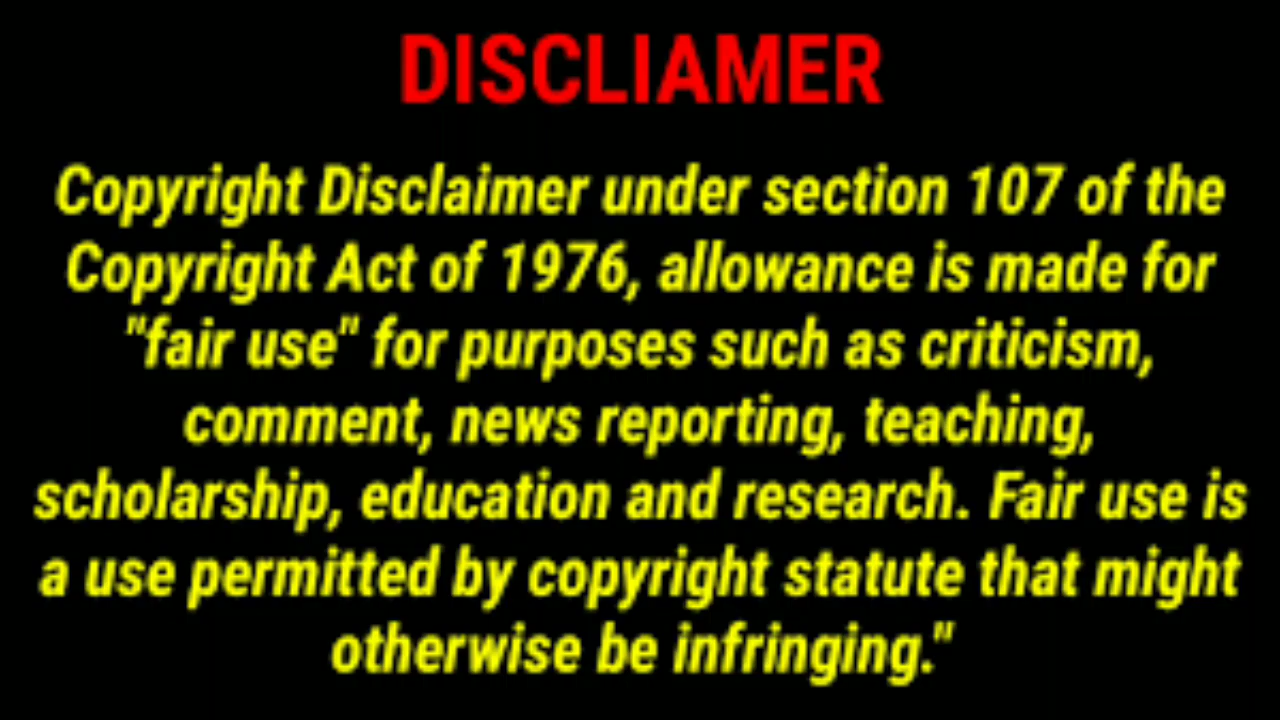 DISCLIAMER
Copyright Disclaimer under section 107 of the
Copyright Act of 1976, allowance is made for
"fair use" for purposes such as criticism,
comment, news reporting, teaching,
scholarship, education and research. Fair use is
a use permitted by copyright statute that might
otherwise be infringing."